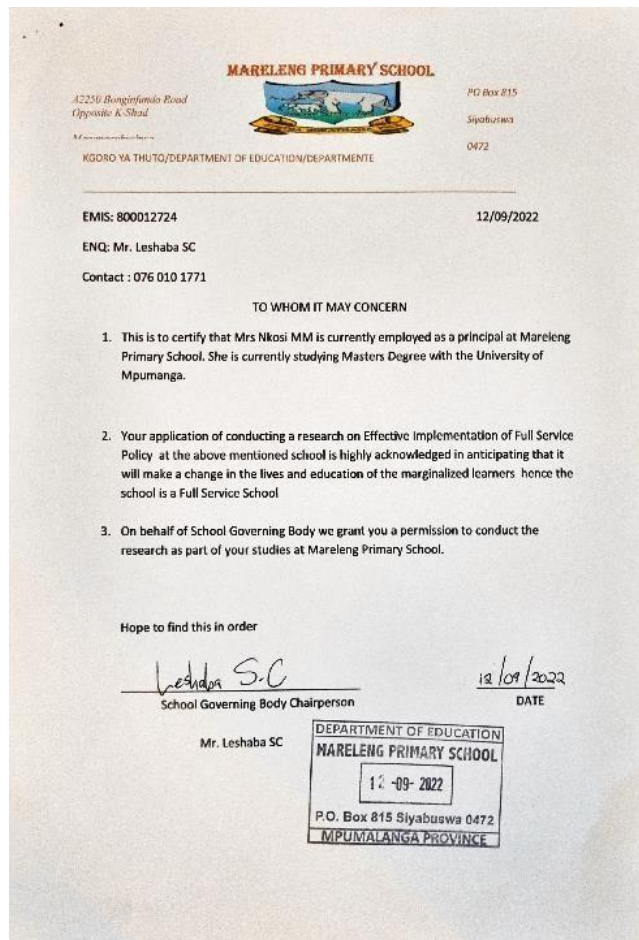 MARELENG PRIMARY SCHOOL
A2250 Bonginfundo Road
Opposite K-Shad
PO Box 815
Siyabuswa
0472
KGORO YA THUTO/DEPARTMENT OF EDUCATION/DEPARTMENTE
EMIS: 800012724
12/09/2022
ENQ: Mr. Leshaba SC
Contact : 076 010 1771
TO WHOM IT MAY CONCERN
1. This is to certify that Mrs Nkosi MM is currently employed as a principal at Mareleng
Primary School. She is currently studying Masters Degree with the University of
Mpumanga.
2. Your application of conducting a research on Effective Implementation of Full Service
Policy at the above mentioned school is highly acknowledged in anticipating that it
will make a change in the lives and education of the marginalized learners hence the
school is a Full Service School
3. On behalf of School Governing Body we grant you a permission to conduct the
research as part of your studies at Mareleng Primary School.
Hope to find this in order
Leshaba S.C
12/09/2022
School Governing Body Chairperson
DATE
Mr. Leshaba SC
DEPARTMENT OF EDUCATION
MARELENG PRIMARY SCHOOL
12 -09- 2022
P.O. Box 815 Siyabuswa 0472
MPUMALANGA PROVINCE